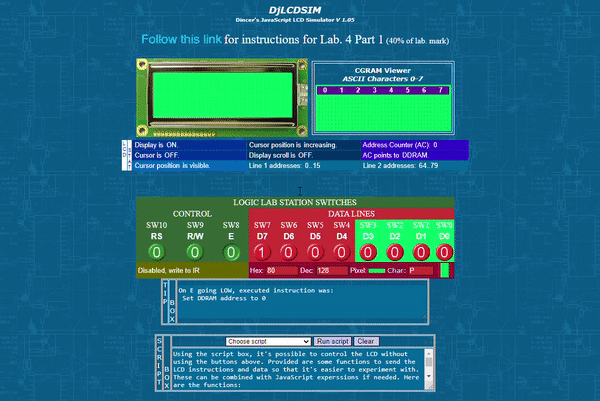 DjLCDSIM
Dincer's JavaScript LCD Simulator V 1.05
Follow this link for instructions for Lab. 4 Part 1 (40% of lab. mark)
CGRAM Viewer
ASCII Characters 0-7
0 1 2 3 4 5 6 7
Display is ON. Cursor position is increasing. Address Counter (AC): 0
Cursor is OFF. Display scroll is OFF. AC points to DDRAM.
Cursor position is visible. Line 1 addresses: 0..15 Line 2 addresses: 64..79
LOGIC LAB STATION SWITCHES
CONTROL DATA LINES
SW10 SW9 SW8 SW7 SW6 SW5 SW4 SW3 SW2 SW1 SW0
RS R/W E D7 D6 D5 D4 D3 D2 D1 D0
0 0 0 1 0 0 0 0 0 0 0
Disabled, write to IR Hex: 80 Dec: 128 Pixel: Char: P
TIP BOX
On E going LOW, executed instruction was:
Set DDRAM address to 0
Choose script Run script Clear
SCRIPT BOX
Using the script box, it's possible to control the LCD without
using the buttons above. Provided are some functions to send the
LCD instructions and data so that it's easier to experiment with.
These can be combined with JavaScript experssions if needed. Here
are the functions: